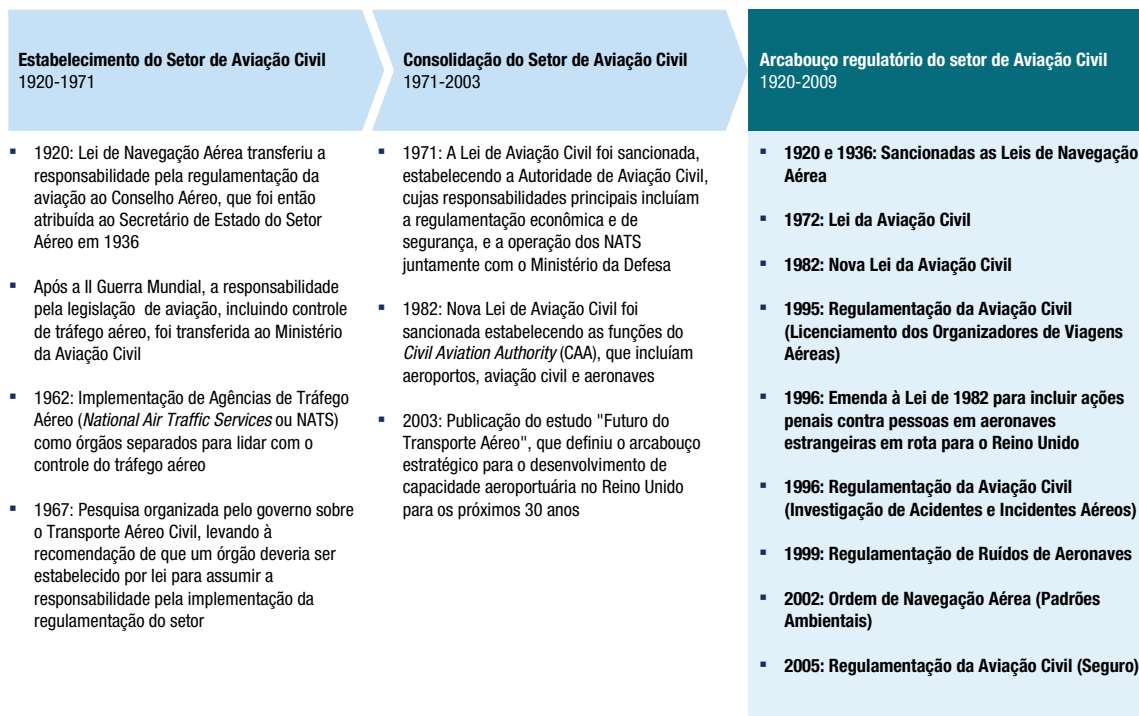 Estabelecimento do Setor de Aviação Civil
1920-1971
▪ 1920: Lei de Navegação Aérea transferiu a
responsabilidade pela regulamentação da
aviação ao Conselho Aéreo, que foi então
atribuída ao Secretário de Estado do Setor
Aéreo em 1936
▪ Após a II Guerra Mundial, a responsabilidade
pela legislação de aviação, incluindo controle
de tráfego aéreo, foi transferida ao Ministério
da Aviação Civil
▪ 1962: Implementação de Agências de Tráfego
Aéreo (National Air Traffic Services ou NATS)
como órgãos separados para lidar com o
controle do tráfego aéreo
▪ 1967: Pesquisa organizada pelo governo sobre
o Transporte Aéreo Civil, levando à
recomendação de que um órgão deveria ser
estabelecido por lei para assumir a
responsabilidade pela implementação da
regulamentação do setor
Consolidação do Setor de Aviação Civil
1971-2003
▪ 1971: A Lei de Aviação Civil foi sancionada,
estabelecendo a Autoridade de Aviação Civil,
cujas responsabilidades principais incluíam
a regulamentação econômica e de
segurança, e a operação dos NATS
juntamente com o Ministério da Defesa
▪ 1982: Nova Lei de Aviação Civil foi
sancionada estabelecendo as funções do
Civil Aviation Authority (CAA), que incluíam
aeroportos, aviação civil e aeronaves
▪ 2003: Publicação do estudo "Futuro do
Transporte Aéreo", que definiu o arcabouço
estratégico para o desenvolvimento de
capacidade aeroportuária no Reino Unido
para os próximos 30 anos
Arcabouço regulatório do setor de Aviação Civil
1920-2009
▪ 1920 e 1936: Sancionadas as Leis de Navegação
Aérea
▪ 1972: Lei da Aviação Civil
▪ 1982: Nova Lei da Aviação Civil
▪ 1995: Regulamentação da Aviação Civil
(Licenciamento dos Organizadores de Viagens
Aéreas)
▪ 1996: Emenda à Lei de 1982 para incluir ações
penais contra pessoas em aeronaves
estrangeiras em rota para o Reino Unido
▪ 1996: Regulamentação da Aviação Civil
(Investigação de Acidentes e Incidentes Aéreos)
▪ 1999: Regulamentação de Ruídos de Aeronaves
▪ 2002: Ordem de Navegação Aérea (Padrões
Ambientais)
▪ 2005: Regulamentação da Aviação Civil (Seguro)